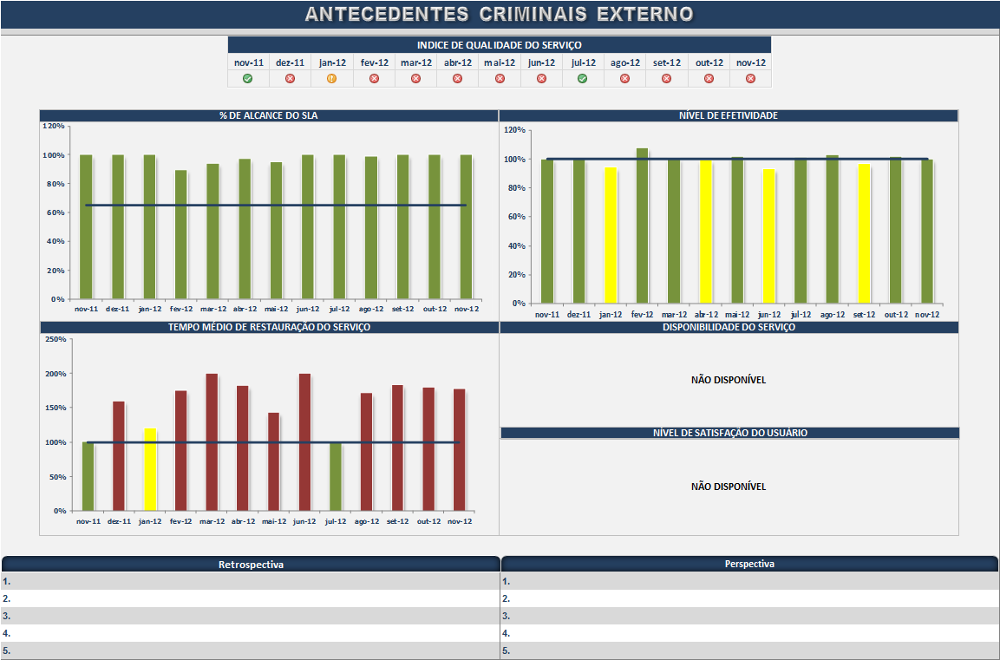 ANTECEDENTES CRIMINAIS EXTERNO
INDICE DE QUALIDADE DO SERVIÇO
nov-11 dez-11 jan-12 fev-12 mar-12 abr-12 mai-12 jun-12 jul-12 ago-12 set-12 out-12 nov-12
% DE ALCANCE DO SLA
120%
100%
80%
60%
40%
20%
0%
nov-11 dez-11 jan-12 fev-12 mar-12 abr-12 mai-12 jun-12 jul-12 ago-12 set-12 out-12 nov-12
NÍVEL DE EFETIVIDADE
120%
100%
80%
60%
40%
20%
0%
nov-11 dez-11 jan-12 fev-12 mar-12 abr-12 mai-12 jun-12 jul-12 ago-12 set-12 out-12 nov-12
TEMPO MÉDIO DE RESTAURAÇÃO DO SERVIÇO
250%
200%
150%
100%
50%
0%
nov-11 dez-11 jan-12 fev-12 mar-12 abr-12 mai-12 jun-12 jul-12 ago-12 set-12 out-12 nov-12
DISPONIBILIDADE DO SERVIÇO
NÃO DISPONÍVEL
NÍVEL DE SATISFAÇÃO DO USUÁRIO
NÃO DISPONÍVEL
Retrospectiva
1.
2.
3.
4.
5.
Perspectiva
1.
2.
3.
4.
5.